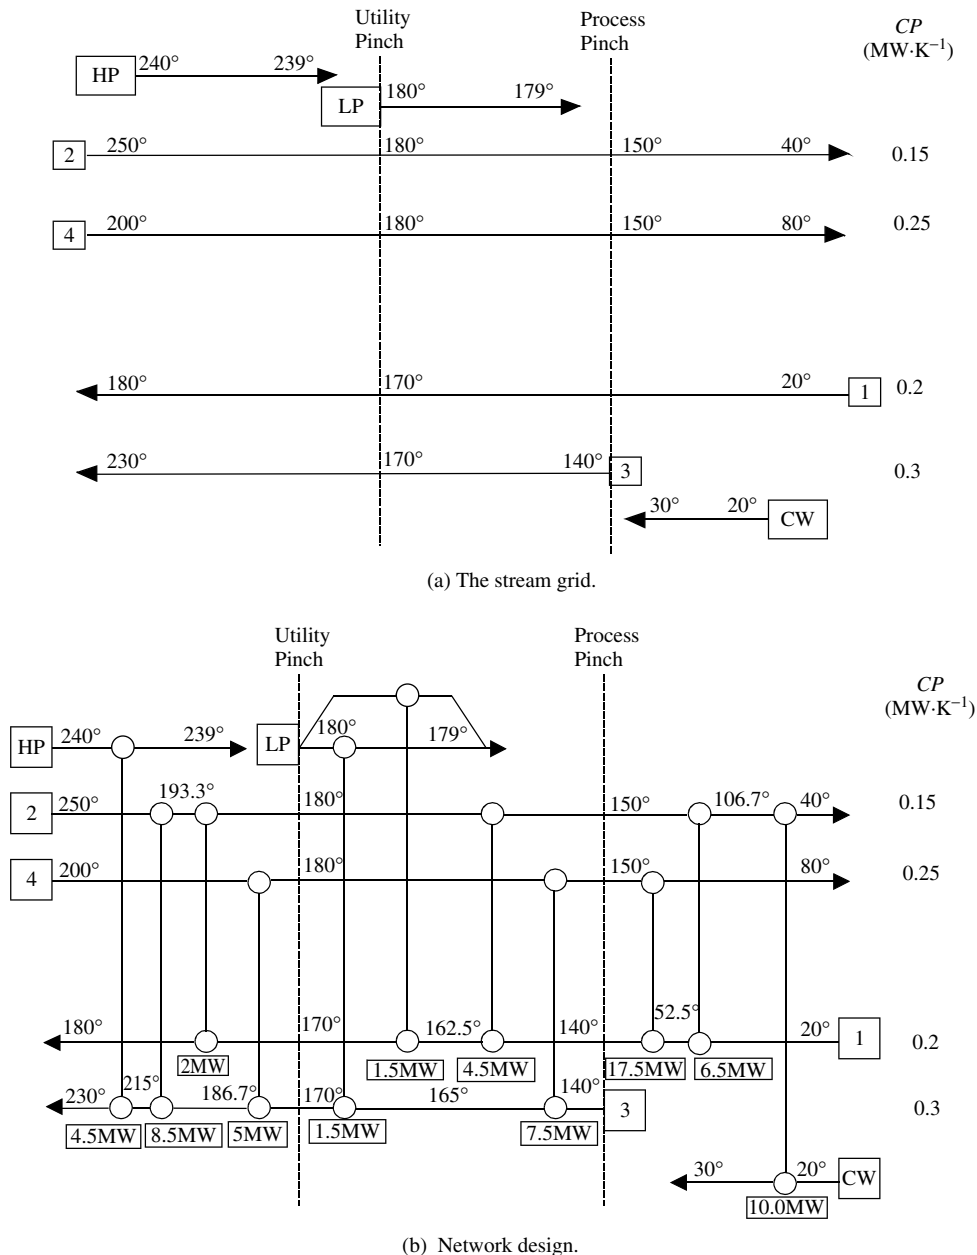 Utility Pinch
Process Pinch
CP (MW·K⁻¹)
HP 240° 239°
LP 180° 179°
2 250° 180° 150° 40° 0.15
4 200° 180° 150° 80° 0.25
180° 170° 20° 1 0.2
230° 170° 140° 3 0.3
30° 20° CW
(a) The stream grid.
Utility Pinch
Process Pinch
CP (MW·K⁻¹)
HP 240° 239° LP 180° 179°
2 250° 193.3° 180° 150° 106.7° 40° 0.15
4 200° 180° 150° 80° 0.25
180° 170° 162.5° 140° 52.5° 20° 1 0.2
2MW 1.5MW 4.5MW 17.5MW 6.5MW
230° 215° 186.7° 170° 165° 140° 3 0.3
4.5MW 8.5MW 5MW 1.5MW 7.5MW
30° 20° CW
10.0MW
(b) Network design.